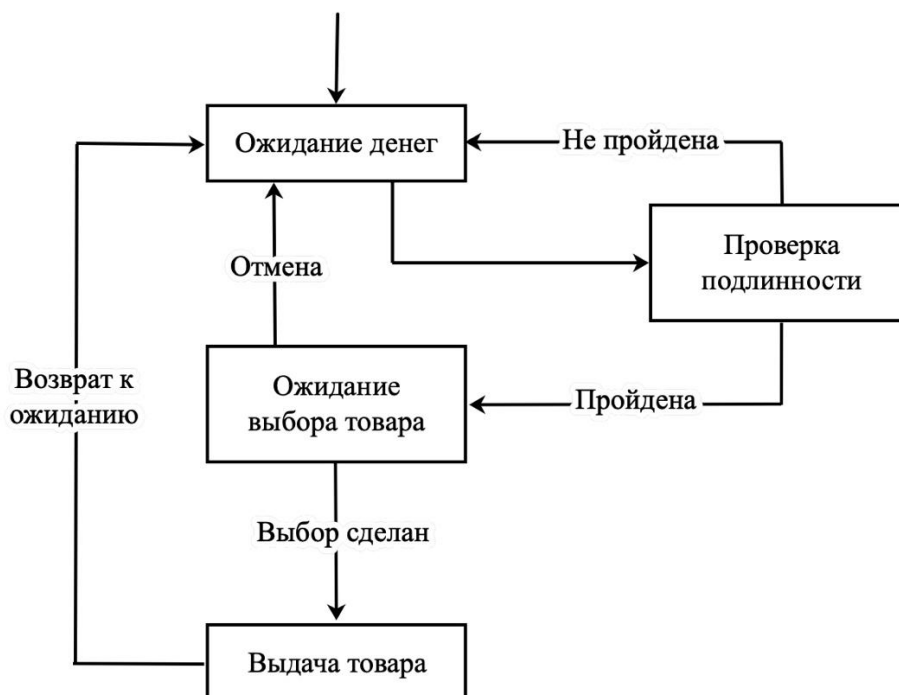 Ожидание денег
Не пройдена
Проверка
подлинности
Отмена
Ожидание
выбора товара
Пройдена
Возврат к
ожиданию
Выбор сделан
Выдача товара